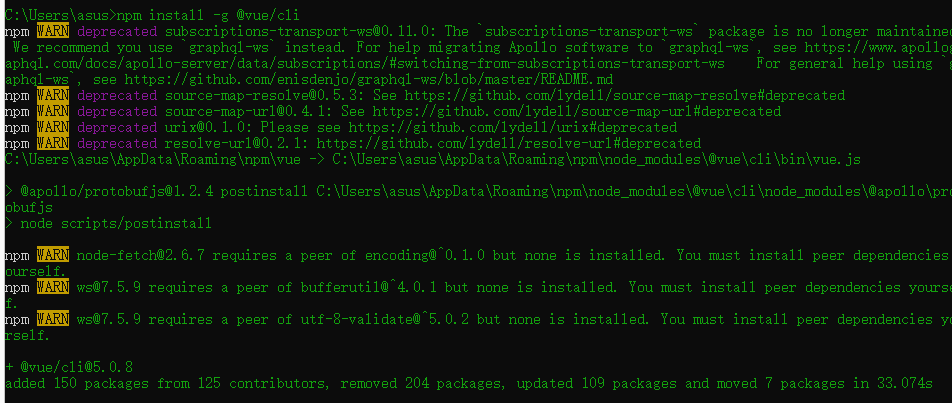 C:\Users\asus>npm install -g @vue/cli
npm WARN deprecated subscriptions-transport-ws@0.11.0: The `subscriptions-transport-ws` package is no longer maintained
 We recommend you use `graphql-ws` instead. For help migrating Apollo software to `graphql-ws`, see https://www.apollo
aphql.com/docs/apollo-server/data/subscriptions/#switching-from-subscriptions-transport-ws    For general help using `g
aphql-ws`, see https://github.com/enisdenjo/graphql-ws/blob/master/README.md
npm WARN deprecated source-map-resolve@0.5.3: See https://github.com/lydell/source-map-resolve#deprecated
npm WARN deprecated source-map-url@0.4.1: See https://github.com/lydell/source-map-url#deprecated
npm WARN deprecated urix@0.1.0: Please see https://github.com/lydell/urix#deprecated
npm WARN deprecated resolve-url@0.2.1: https://github.com/lydell/resolve-url#deprecated
C:\Users\asus\AppData\Roaming\npm\vue -> C:\Users\asus\AppData\Roaming\npm\node_modules\@vue\cli\bin\vue.js
> @apollo/protobufjs@1.2.4 postinstall C:\Users\asus\AppData\Roaming\npm\node_modules\@vue\cli\node_modules\@apollo\pro
obufjs
> node scripts/postinstall
npm WARN node-fetch@2.6.7 requires a peer of encoding@^0.1.0 but none is installed. You must install peer dependencies
ourself.
npm WARN ws@7.5.9 requires a peer of bufferutil@^4.0.1 but none is installed. You must install peer dependencies yourse
f.
npm WARN ws@7.5.9 requires a peer of utf-8-validate@^5.0.2 but none is installed. You must install peer dependencies yo
rself.
+ @vue/cli@5.0.8
added 150 packages from 125 contributors, removed 204 packages, updated 109 packages and moved 7 packages in 33.074s